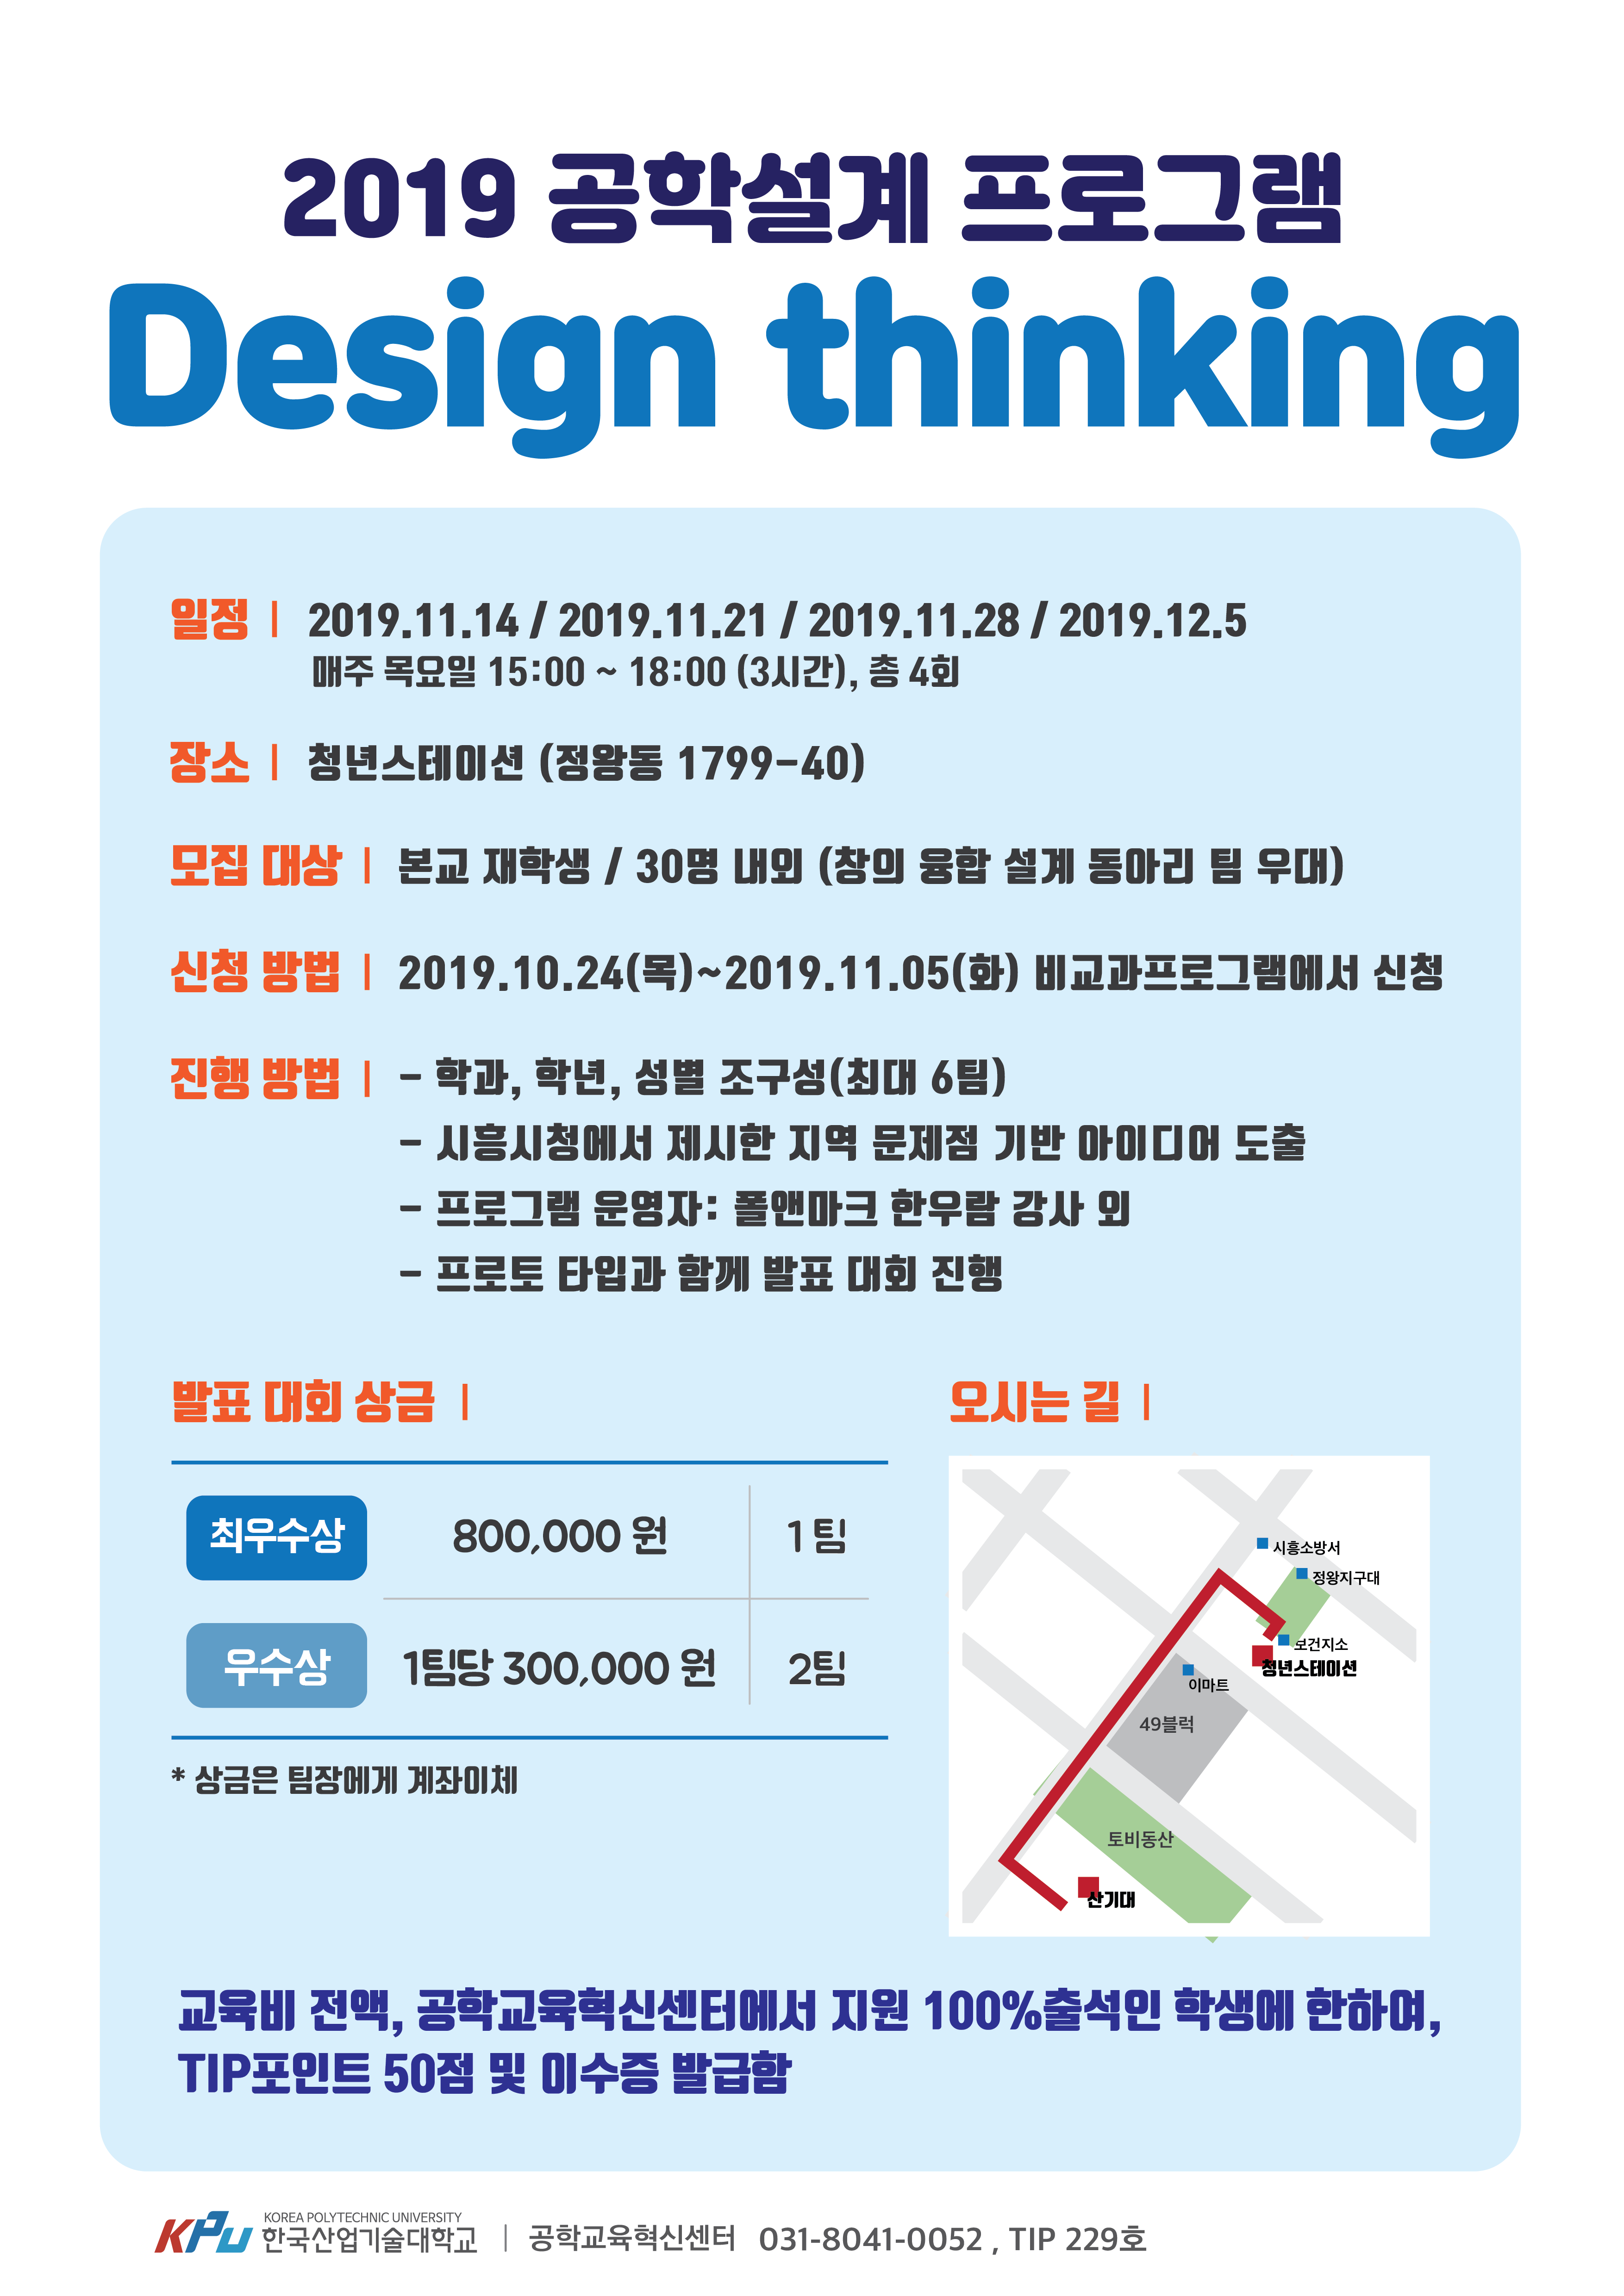 2019 공학설계 프로그램
Design thinking
일정 | 2019.11.14 / 2019.11.21 / 2019.11.28 / 2019.12.5
매주 목요일 15:00 ~ 18:00 (3시간), 총 4회
장소 | 청년스테이션 (정왕동 1799-40)
모집 대상 | 본교 재학생 / 30명 내외 (창의 융합 설계 동아리 팀 우대)
신청 방법 | 2019.10.24(목)~2019.11.05(화) 비교과프로그램에서 신청
진행 방법 | - 학과, 학년, 성별 조구성(최대 6팀)
- 시흥시청에서 제시한 지역 문제점 기반 아이디어 도출
- 프로그램 운영자: 폴앤마크 한우람 강사 외
- 프로토 타입과 함께 발표 대회 진행
발표 대회 상금 |
최우수상 800,000 원 1 팀
우수상 1팀당 300,000 원 2팀
* 상금은 팀장에게 계좌이체
오시는 길 |
시흥소방서
정왕지구대
보건지소
청년스테이션
이마트
49블럭
토비동산
산기대
교육비 전액, 공학교육혁신센터에서 지원 100%출석인 학생에 한하여,
TIP포인트 50점 및 이수증 발급함
KPU KOREA POLYTECHNIC UNIVERSITY
한국산업기술대학교 | 공학교육혁신센터 031-8041-0052 , TIP 229호